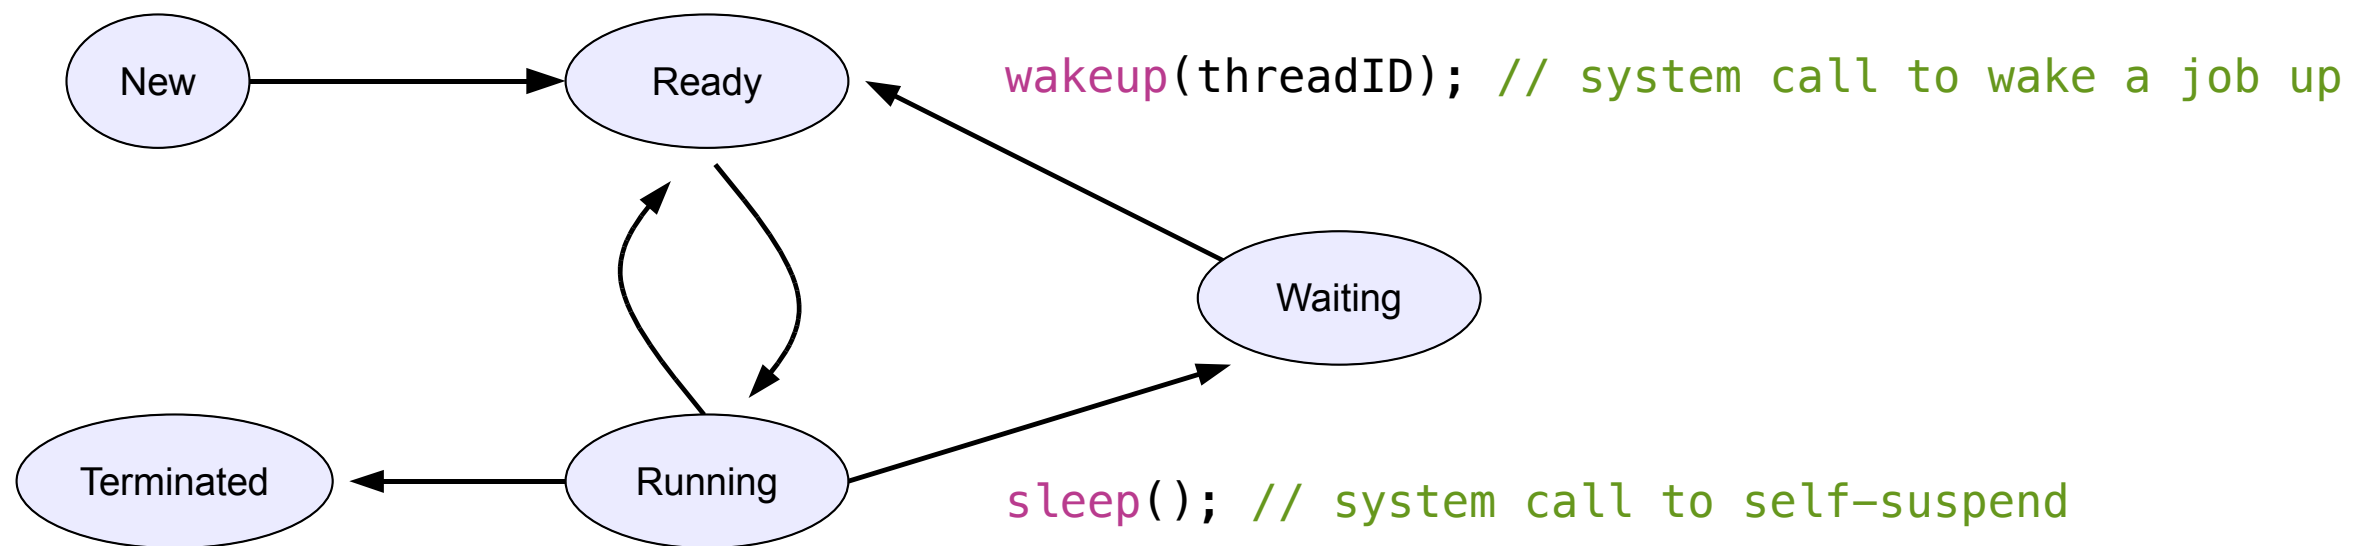 New
Ready
wakeup(threadID); // system call to wake a job up
Waiting
Terminated
Running
sleep(); // system call to self-suspend